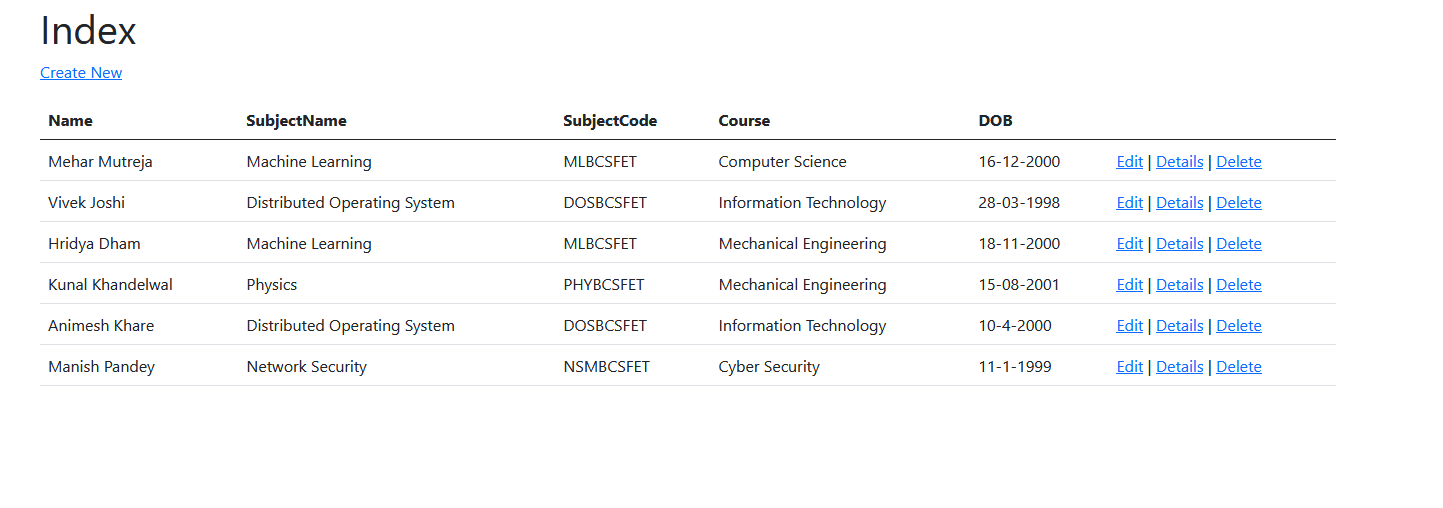 Index
Create New
Name SubjectName SubjectCode Course DOB
Mehar Mutreja Machine Learning MLBCSFET Computer Science 16-12-2000 Edit | Details | Delete
Vivek Joshi Distributed Operating System DOSBCSFET Information Technology 28-03-1998 Edit | Details | Delete
Hridya Dham Machine Learning MLBCSFET Mechanical Engineering 18-11-2000 Edit | Details | Delete
Kunal Khandelwal Physics PHYBCSFET Mechanical Engineering 15-08-2001 Edit | Details | Delete
Animesh Khare Distributed Operating System DOSBCSFET Information Technology 10-4-2000 Edit | Details | Delete
Manish Pandey Network Security NSMBCSFET Cyber Security 11-1-1999 Edit | Details | Delete